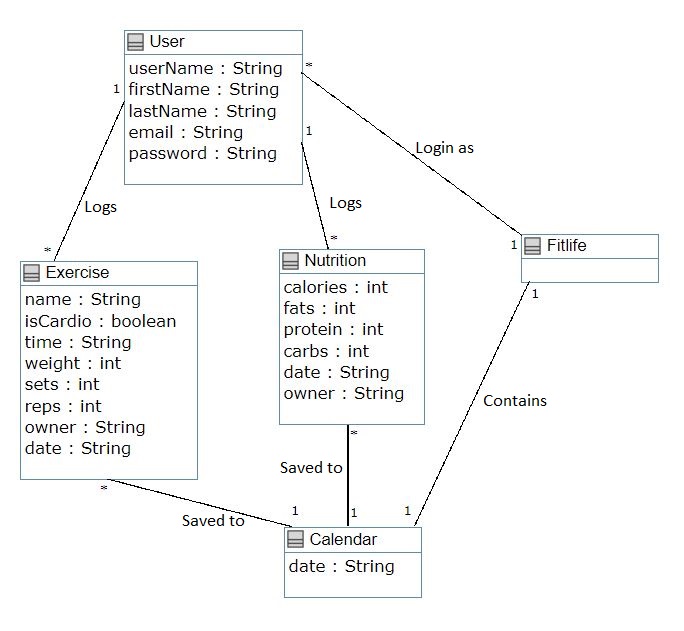 User
userName : String
firstName : String
lastName : String
email : String
password : String
*
1
1
Login as
Logs
Logs
*
*
1
Fitlife
Exercise
name : String
isCardio : boolean
time : String
weight : int
sets : int
reps : int
owner : String
date : String
Nutrition
calories : int
fats : int
protein : int
carbs : int
date : String
owner : String
1
Contains
*
Saved to
*
Saved to
1
1
1
Calendar
date : String